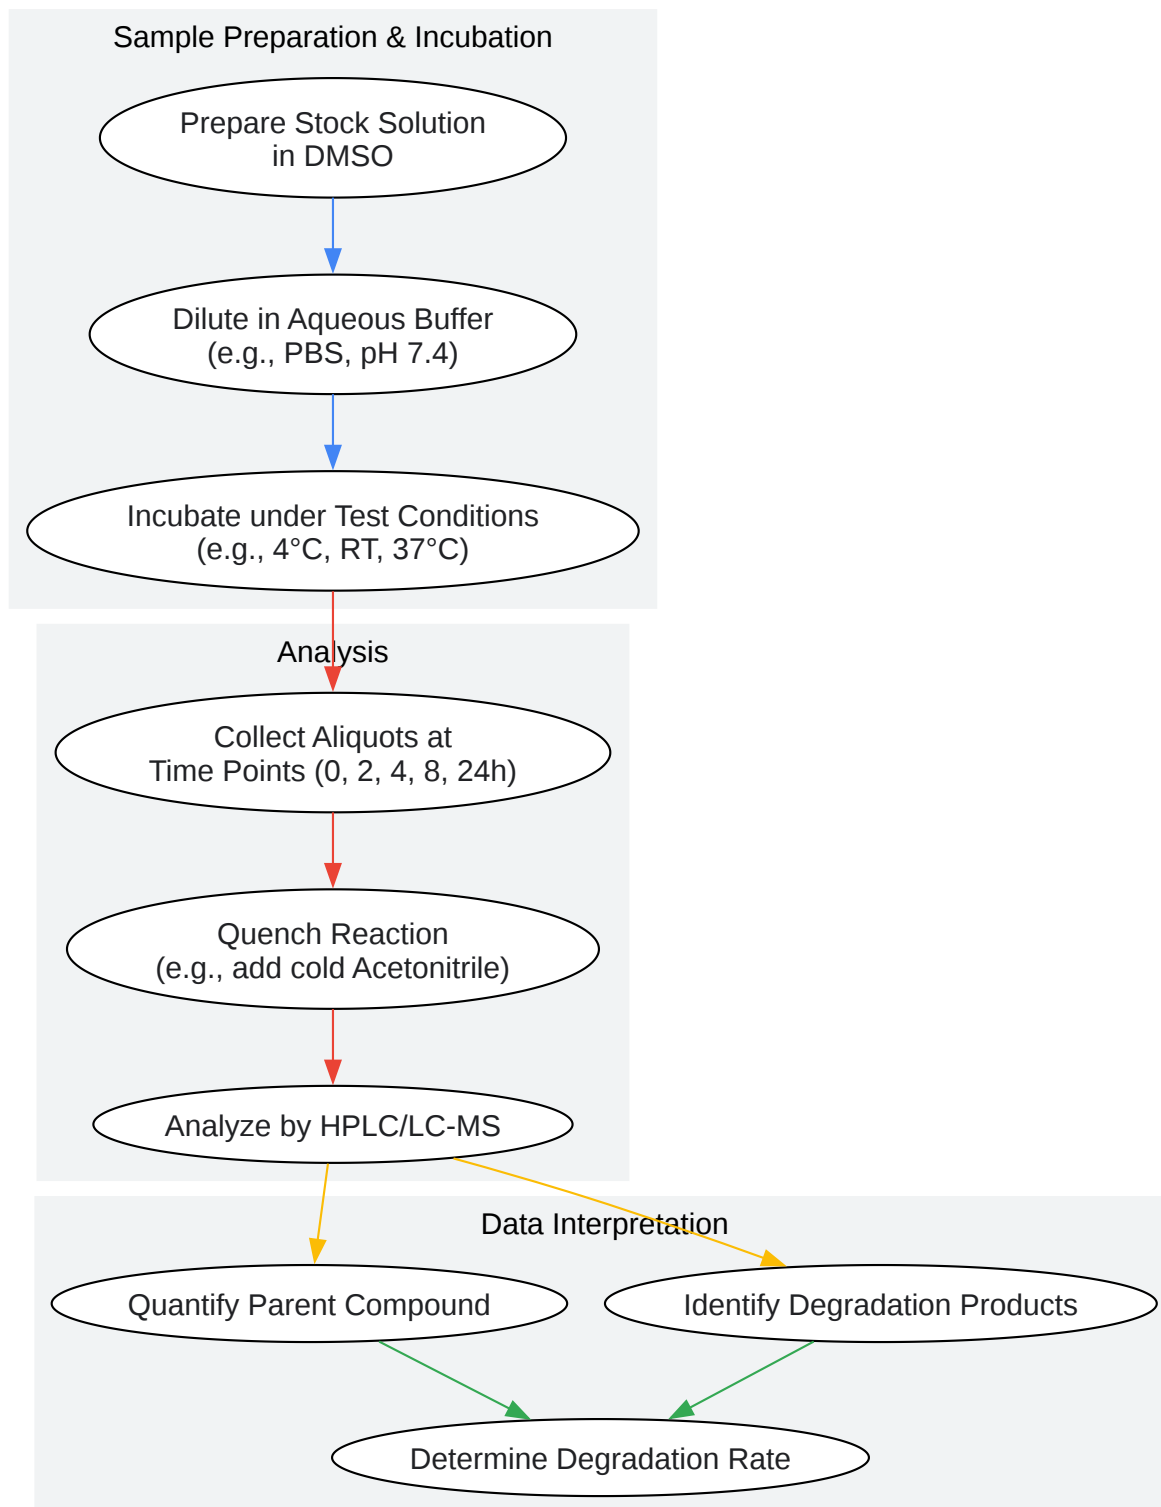 Sample Preparation & Incubation
Prepare Stock Solution
in DMSO
Dilute in Aqueous Buffer
(e.g., PBS, pH 7.4)
Incubate under Test Conditions
(e.g., 4°C, RT, 37°C)
Analysis
Collect Aliquots at
Time Points (0, 2, 4, 8, 24h)
Quench Reaction
(e.g., add cold Acetonitrile)
Analyze by HPLC/LC-MS
Data Interpretation
Quantify Parent Compound
Identify Degradation Products
Determine Degradation Rate